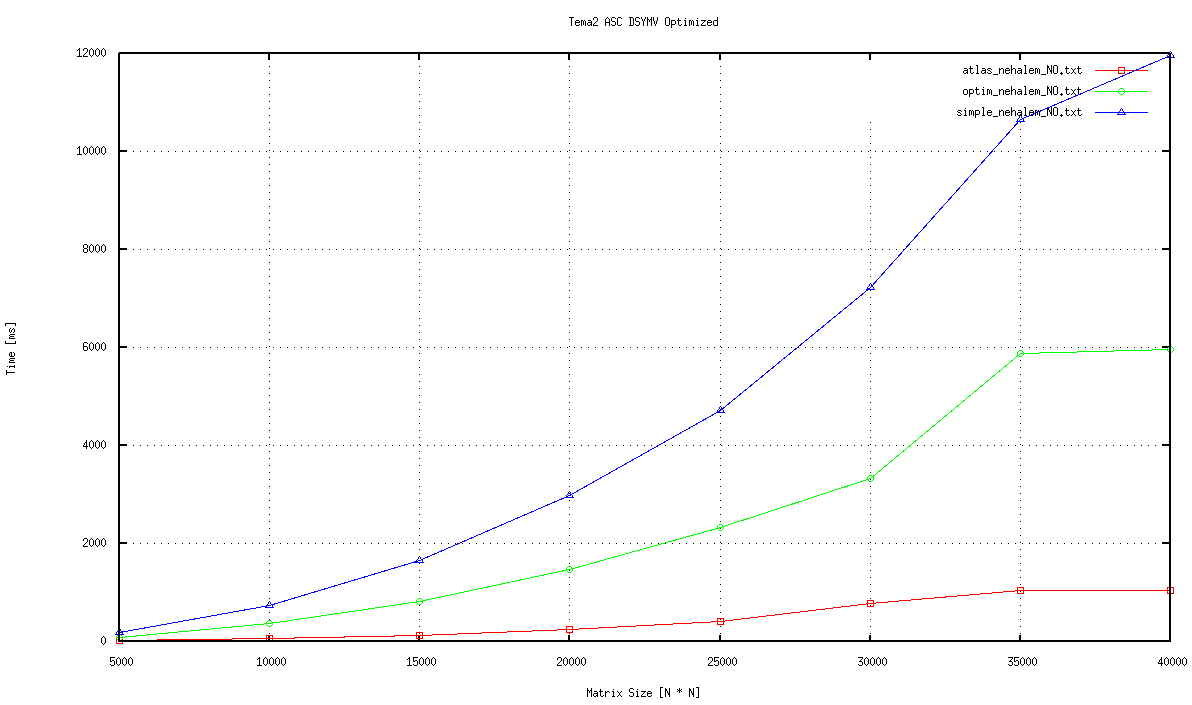 Tema2 ASC DSYMV Optimized
12000
10000
8000
6000
4000
2000
0
Time [ms]
atlas_nehalem_NO.txt
optim_nehalem_NO.txt
simple_nehalem_NO.txt
5000 10000 15000 20000 25000 30000 35000 40000
Matrix Size [N * N]